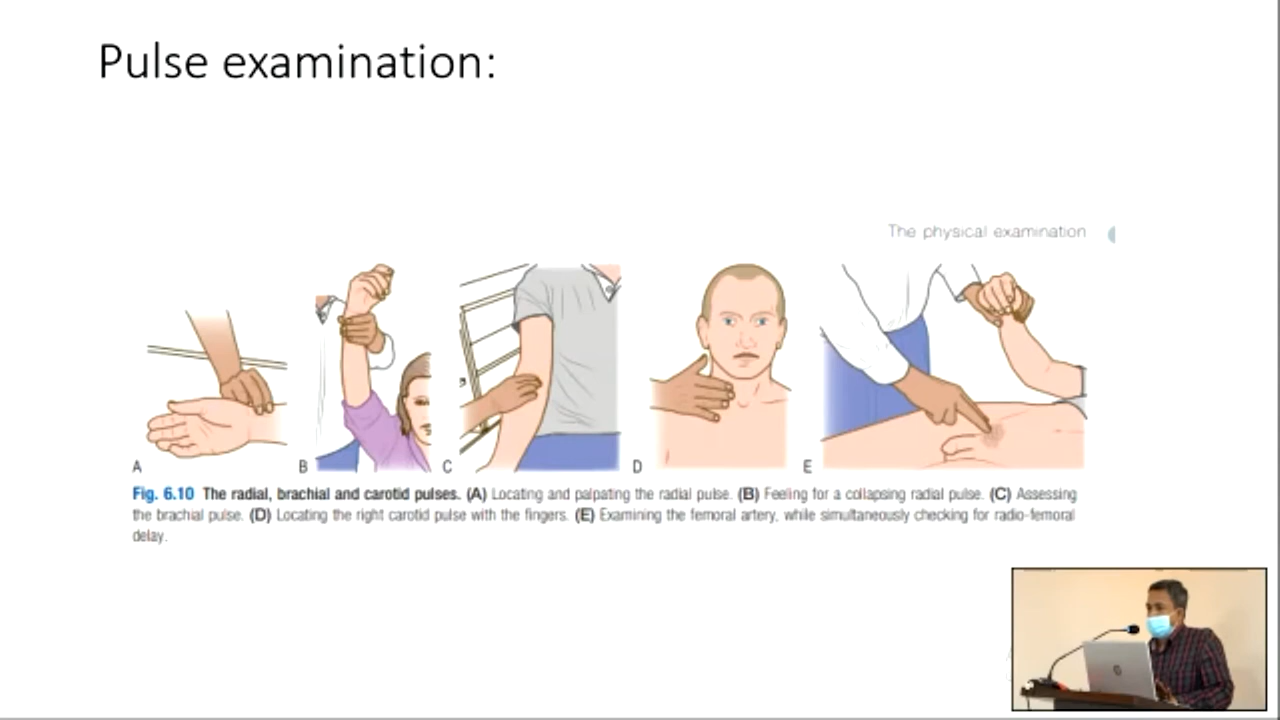 Pulse examination:
The physical examination
A B C D E
Fig. 6.10 The radial, brachial and carotid pulses. (A) Locating and palpating the radial pulse. (B) Feeling for a collapsing radial pulse. (C) Assessing
the brachial pulse. (D) Locating the right carotid pulse with the fingers. (E) Examining the femoral artery, while simultaneously checking for radio-femoral
delay.